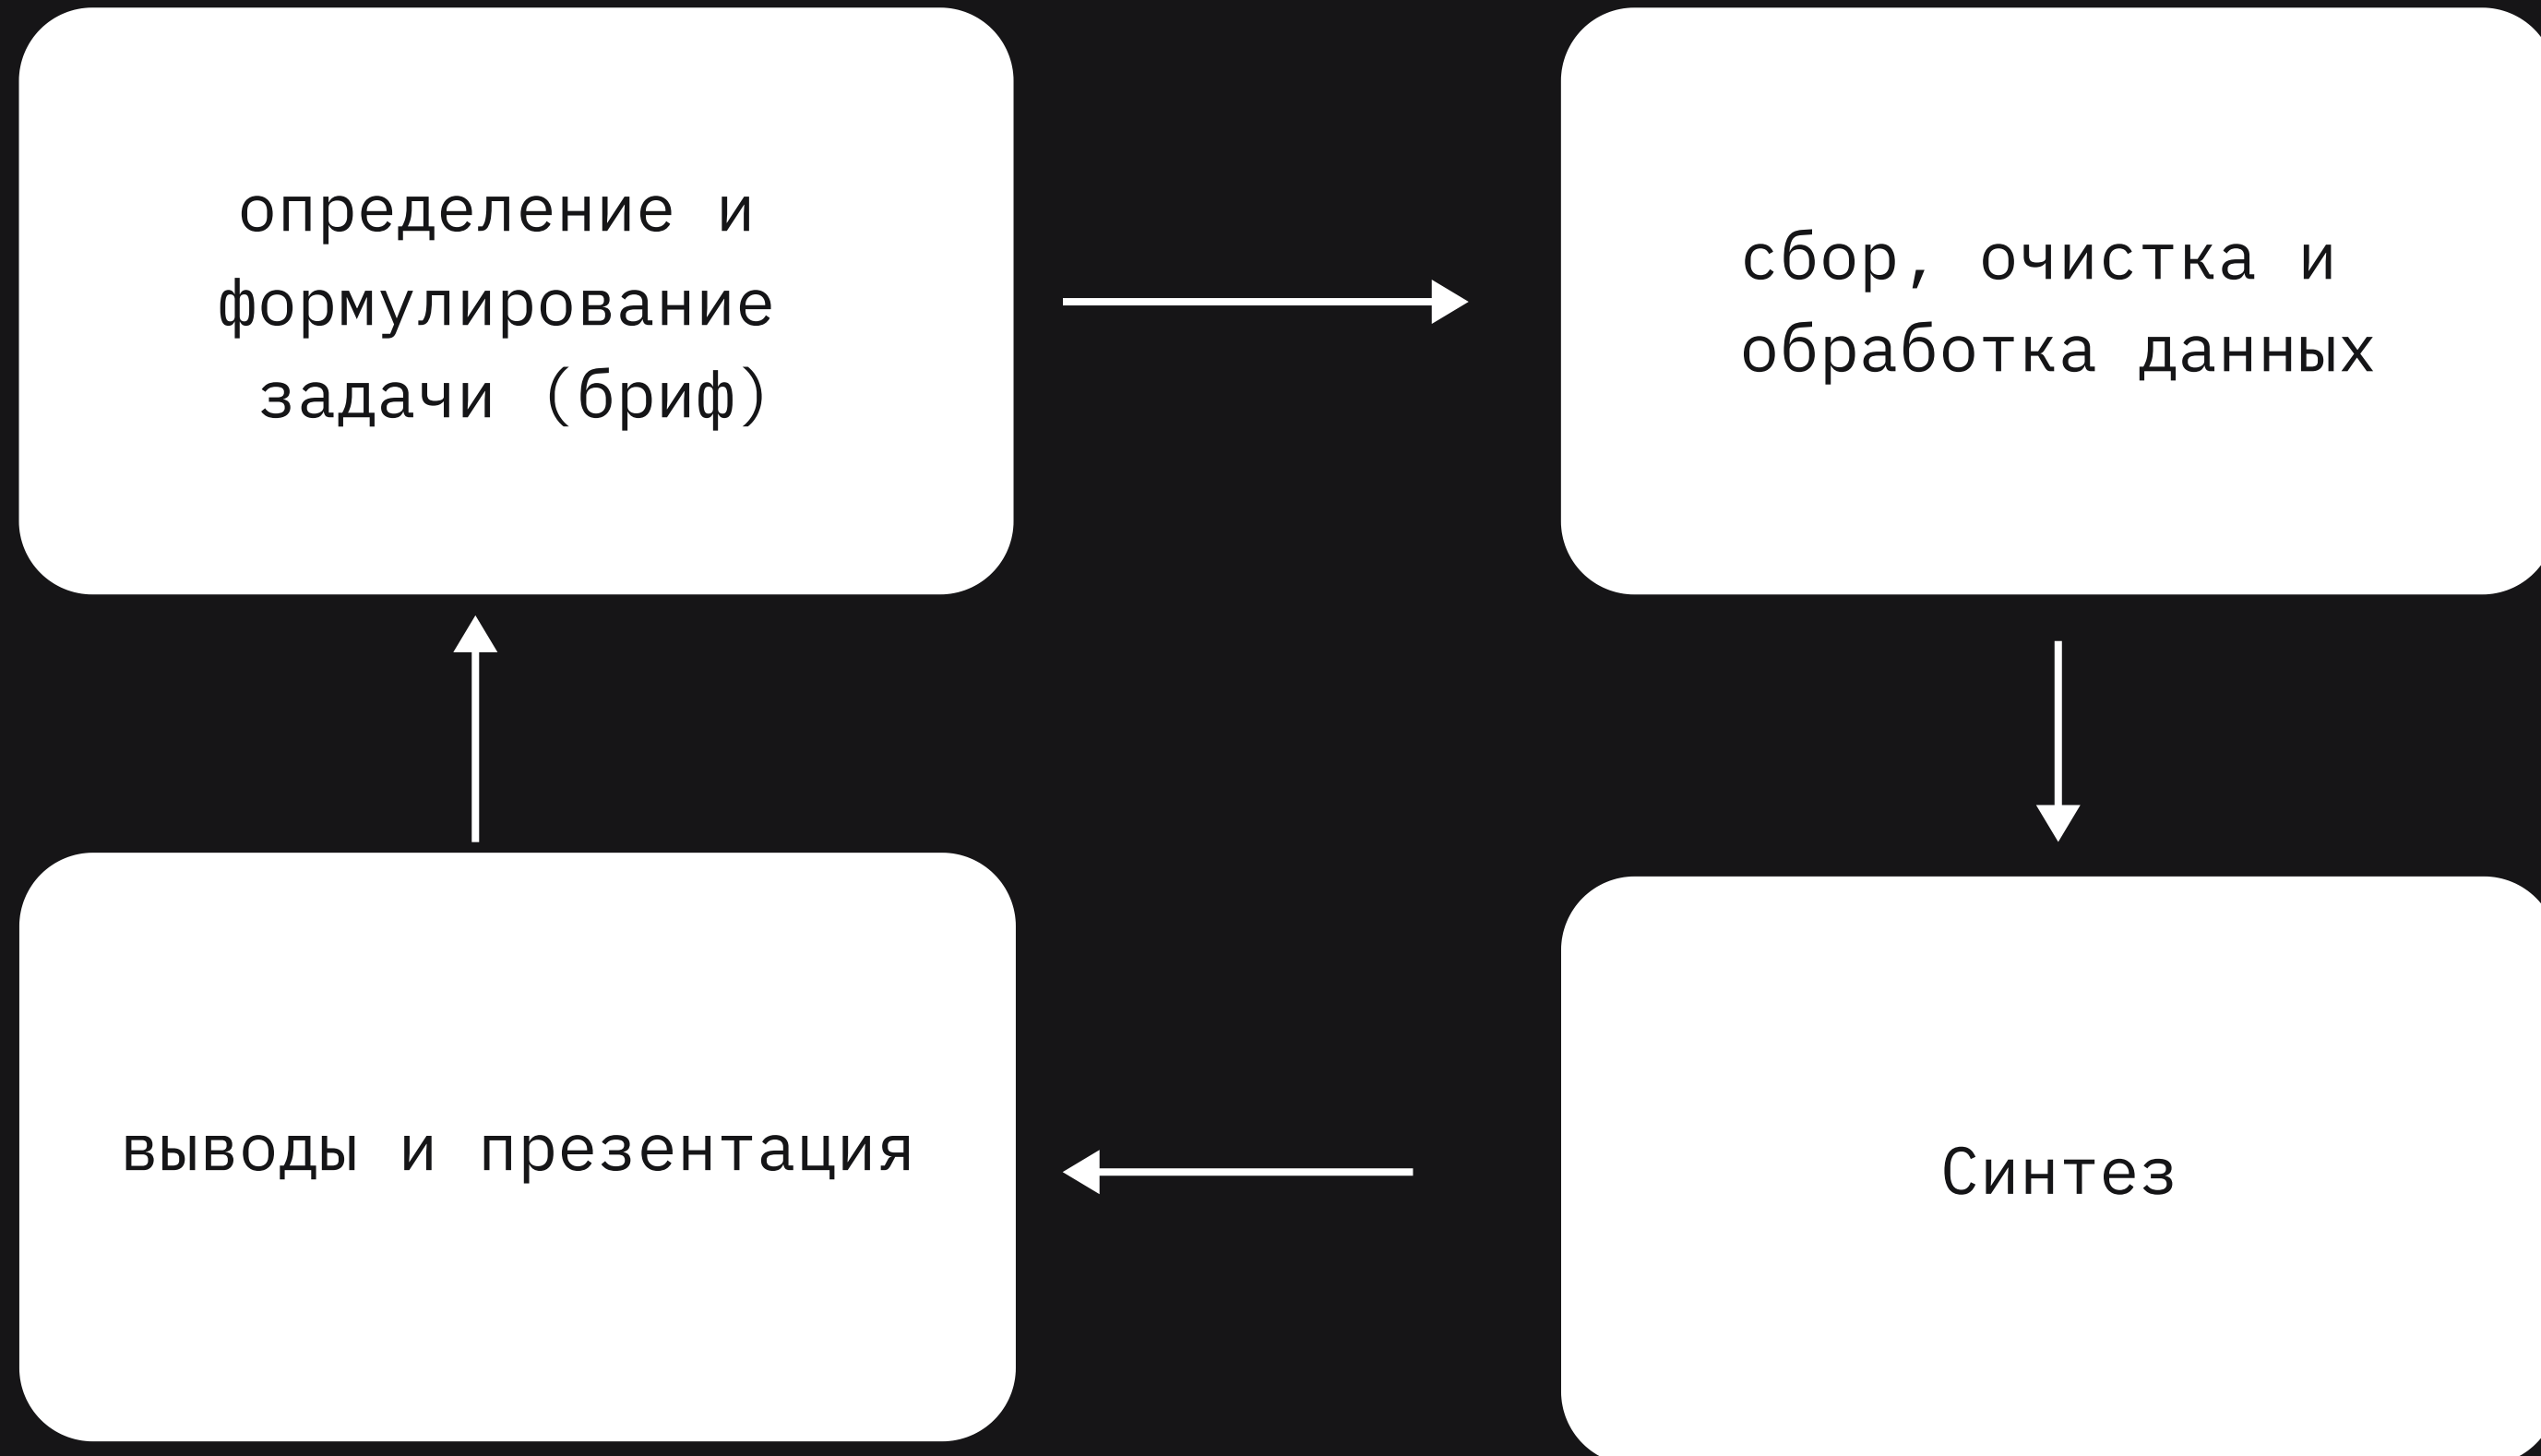 определение и
формулирование
задачи (бриф)
сбор, очистка и
обработка данных
выводы и презентация
Синтез